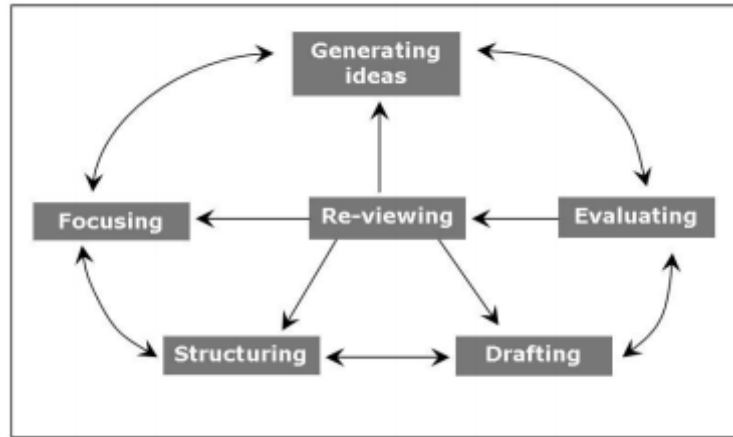 Generating
ideas
Focusing
Re-viewing
Evaluating
Structuring
Drafting